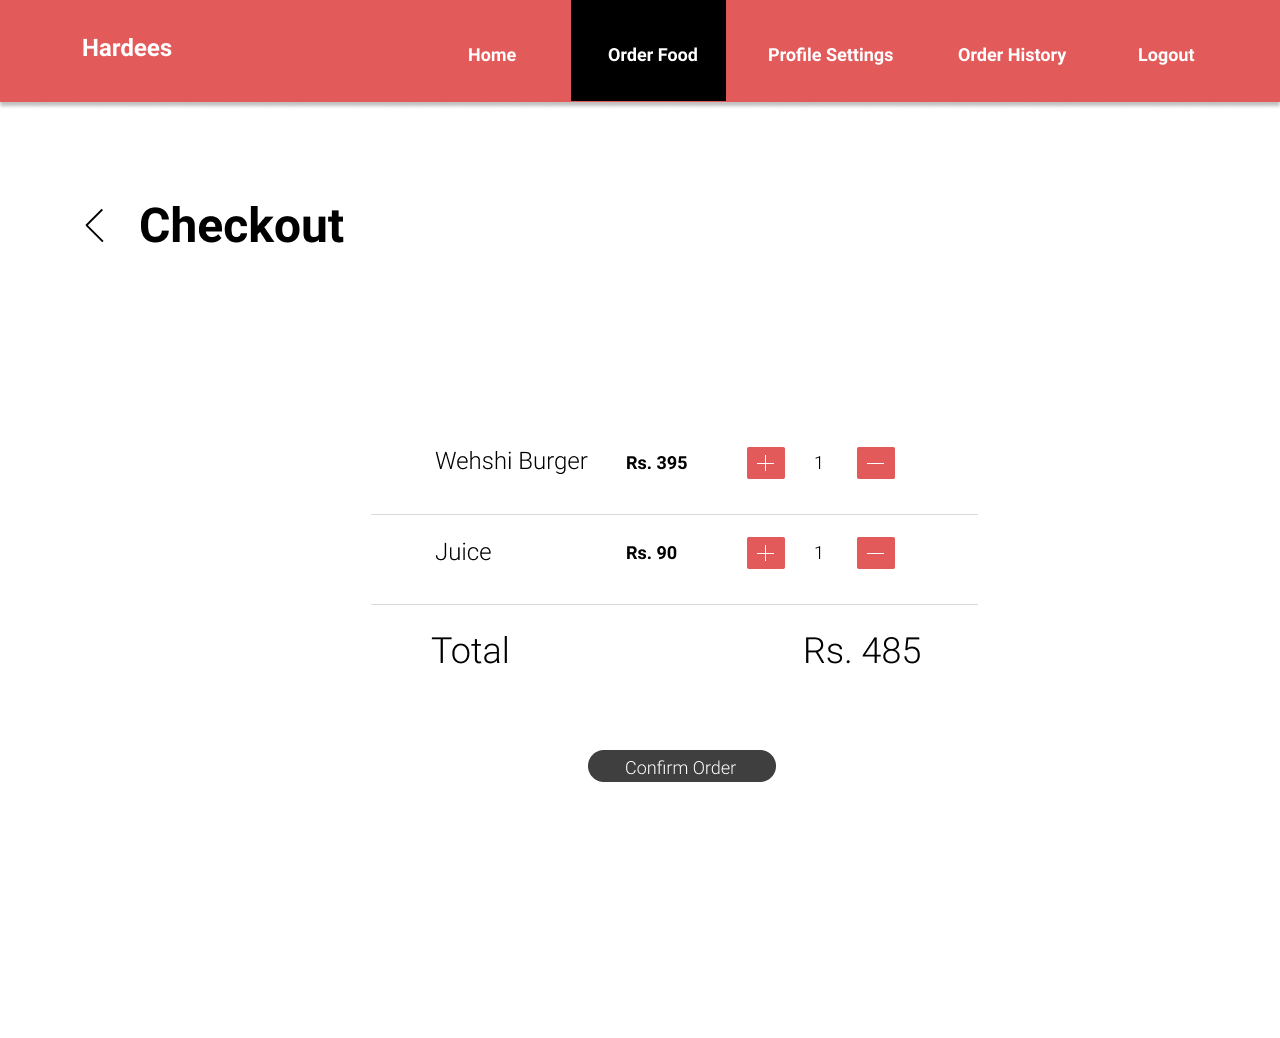 Hardees Home Order Food Profile Settings Order History Logout
Checkout
Wehshi Burger Rs. 395 + 1 −
Juice Rs. 90 + 1 −
Total Rs. 485
Confirm Order